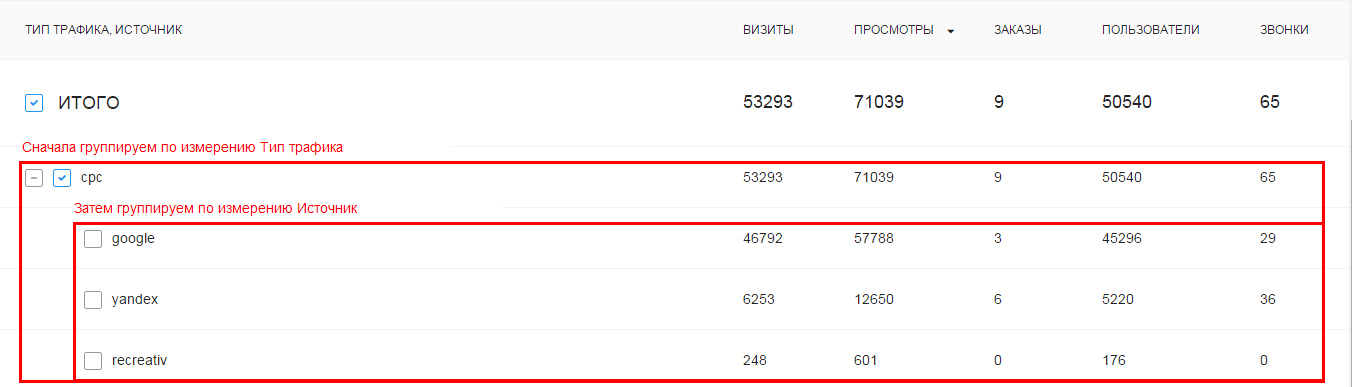 ТИП ТРАФИКА, ИСТОЧНИК ВИЗИТЫ ПРОСМОТРЫ ЗАКАЗЫ ПОЛЬЗОВАТЕЛИ ЗВОНКИ
ИТОГО 53293 71039 9 50540 65
Сначала группируем по измерению Тип трафика
cpc 53293 71039 9 50540 65
Затем группируем по измерению Источник
google 46792 57788 3 45296 29
yandex 6253 12650 6 5220 36
recreativ 248 601 0 176 0